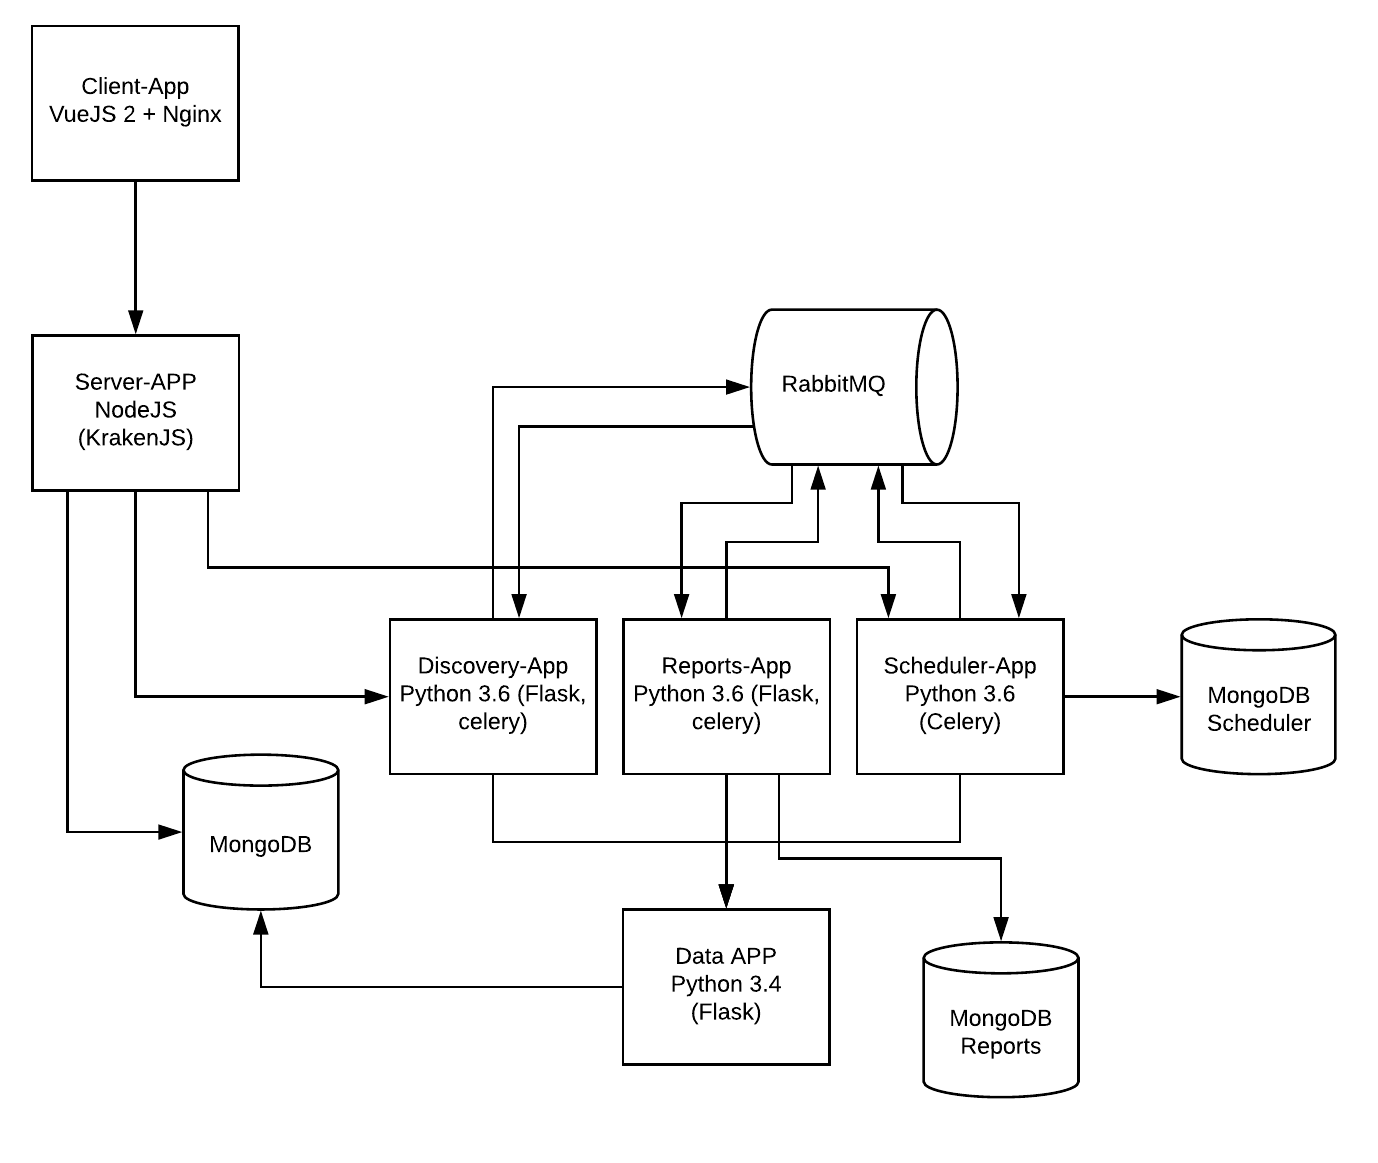 Client-App
VueJS 2 + Nginx
Server-APP
NodeJS
(KrakenJS)
RabbitMQ
Discovery-App
Python 3.6 (Flask,
celery)
Reports-App
Python 3.6 (Flask,
celery)
Scheduler-App
Python 3.6
(Celery)
MongoDB
Scheduler
MongoDB
Data APP
Python 3.4
(Flask)
MongoDB
Reports